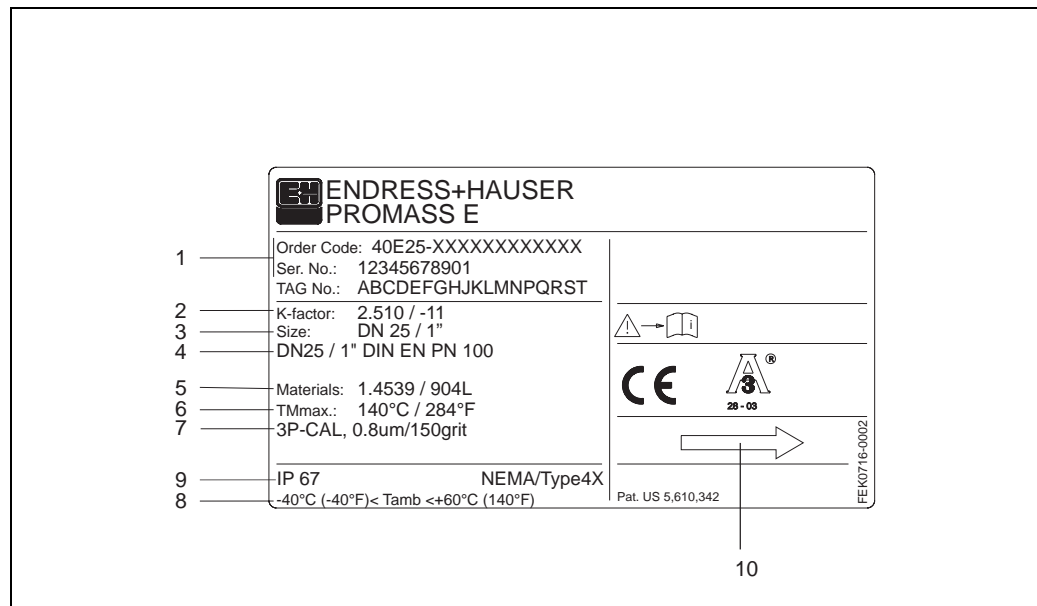 E+H
ENDRESS+HAUSER
PROMASS E
1
Order Code: 40E25-XXXXXXXXXXXX
Ser. No.: 12345678901
TAG No.: ABCDEFGHJKLMNPQRST
2
K-factor: 2.510 / -11
3
Size: DN 25 / 1”
4
DN25 / 1" DIN EN PN 100
5
Materials: 1.4539 / 904L
6
TMmax.: 140°C / 284°F
7
3P-CAL, 0.8um/150grit
9
IP 67 NEMA/Type4X
8
-40°C (-40°F)< Tamb <+60°C (140°F)
i
CE
A ®
3
28 - 03
Pat. US 5,610,342
FEK0716-0002
10